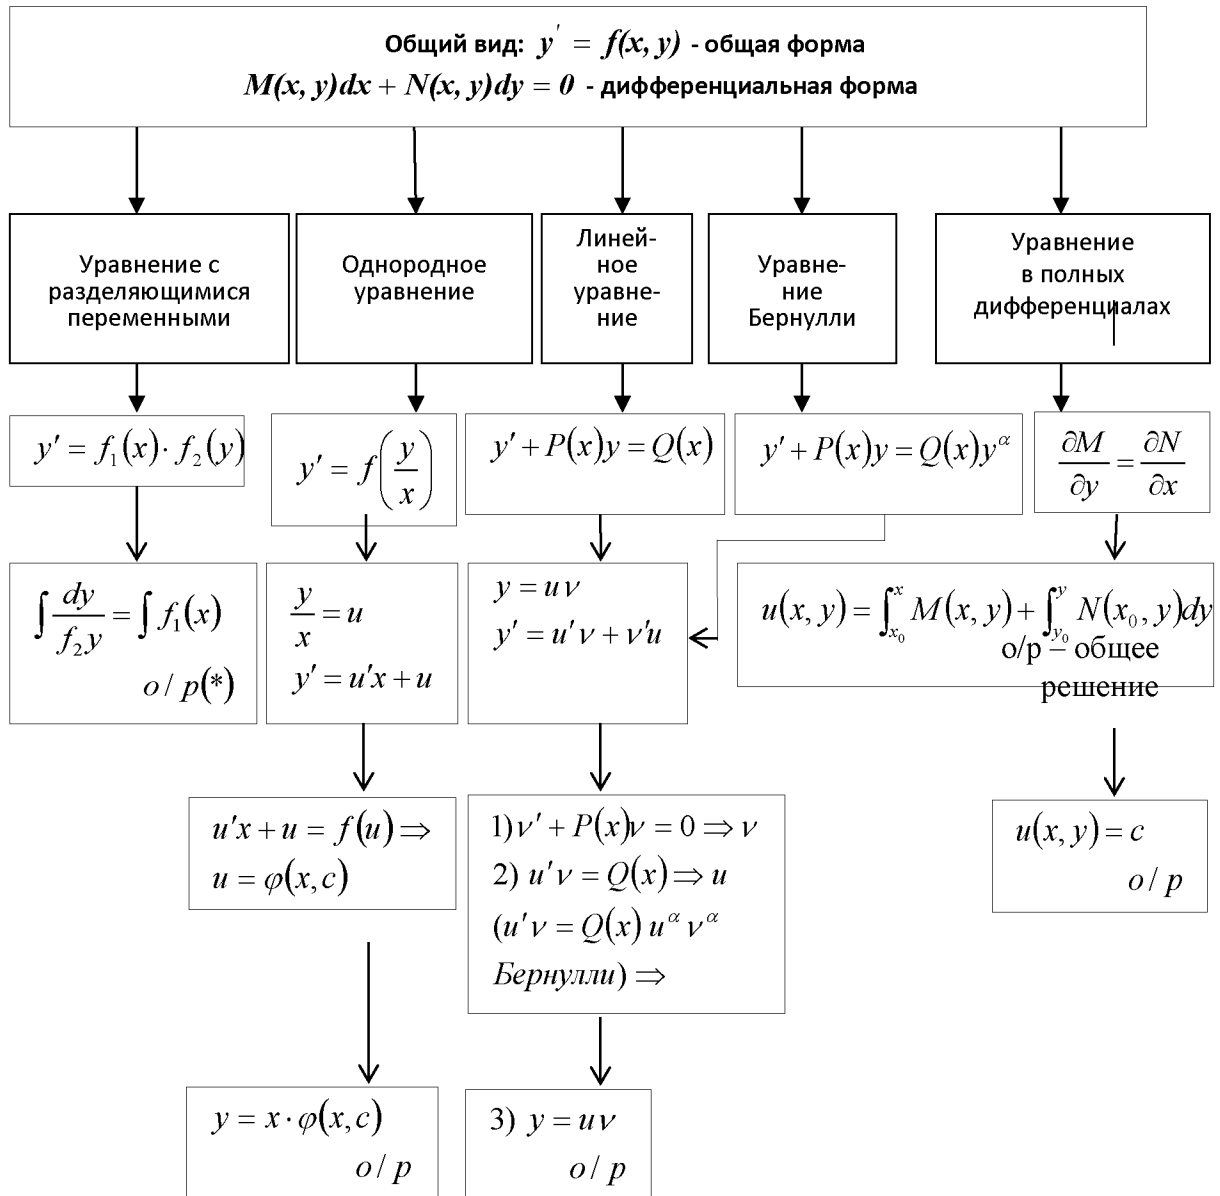 Общий вид: y' = f(x, y) - общая форма
M(x, y)dx + N(x, y)dy = 0 - дифференциальная форма
Уравнение с
разделяющимися
переменными
Однородное
уравнение
Линей-
ное
уравне-
ние
Уравне-
ние
Бернулли
Уравнение
в полных
дифференциалах
y' = f₁(x) · f₂(y)
y' = f(y/x)
y' + P(x)y = Q(x)
y' + P(x)y = Q(x)y^α
∂M/∂y = ∂N/∂x
∫ dy/f₂y = ∫ f₁(x)
o / p(*)
y/x = u
y' = u'x + u
y = uν
y' = u'ν + ν'u
u(x, y) = ∫_{x₀}^{x} M(x, y) + ∫_{y₀}^{y} N(x₀, y)dy
о/р – общее
решение
u'x + u = f(u) ⇒
u = φ(x, c)
1)ν' + P(x)ν = 0 ⇒ ν
2) u'ν = Q(x) ⇒ u
(u'ν = Q(x) u^α ν^α
Бернулли) ⇒
u(x, y) = c
o / p
y = x · φ(x, c)
o / p
3) y = uν
o / p